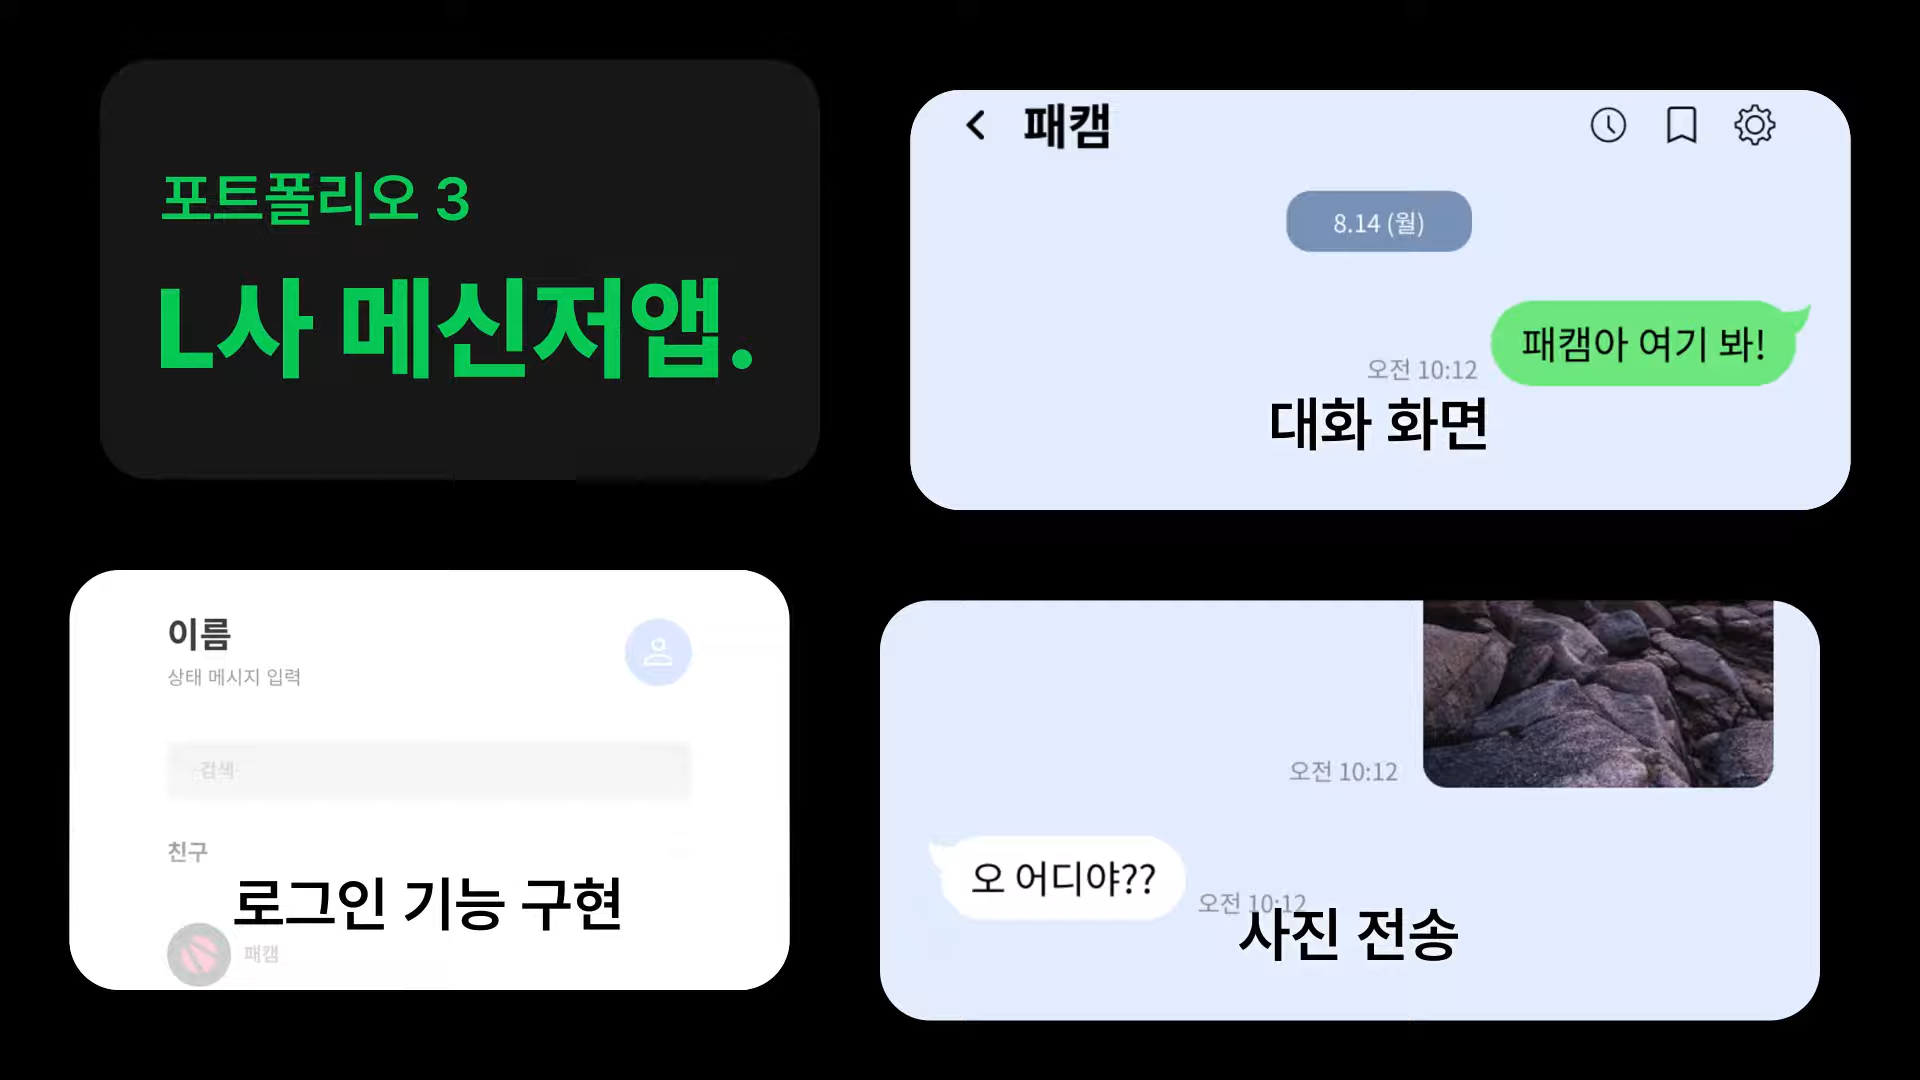 포트폴리오 3
L사 메신저앱.
패캠
8.14 (월)
패캠아 여기 봐!
오전 10:12
대화 화면
이름
상태 메시지 입력
검색
친구
로그인 기능 구현
패캠
오전 10:12
오 어디야??
오전 10:12
사진 전송